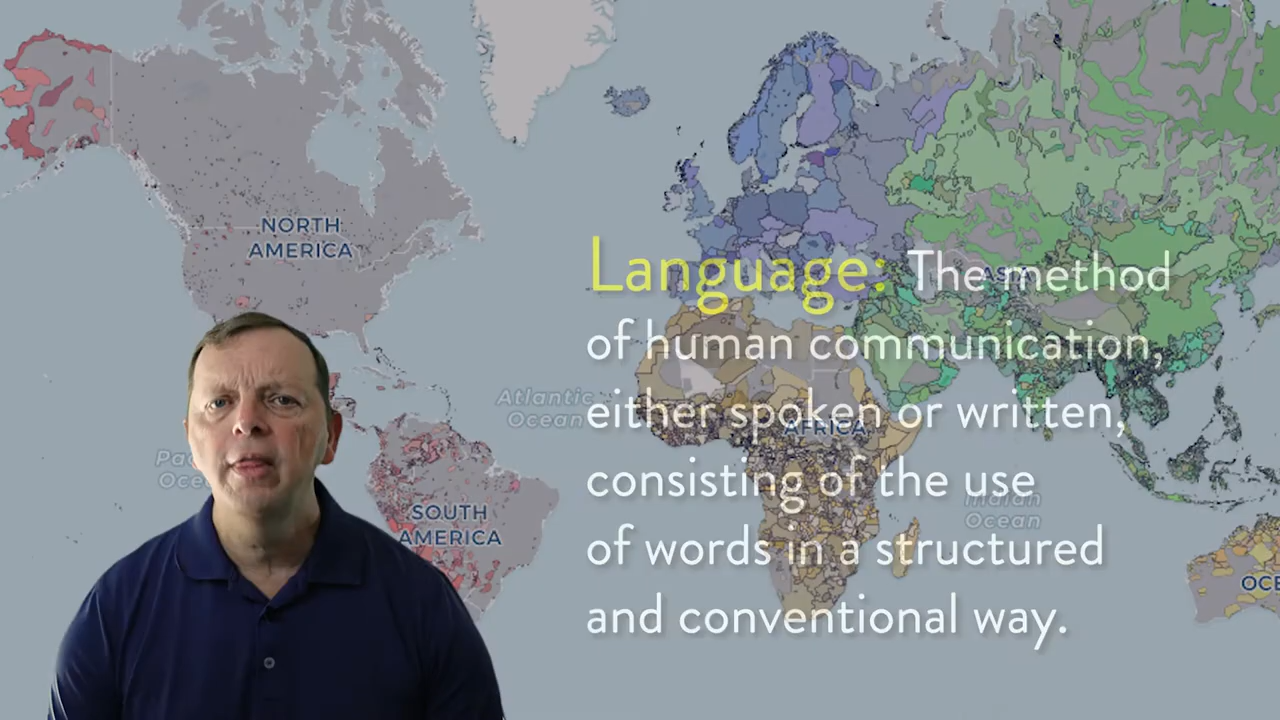 NORTH
AMERICA
Language: The method
of human communication,
either spoken or written,
consisting of the use
of words in a structured
and conventional way.
ASIA
Atlantic
Ocean
AFRICA
Indian
Ocean
SOUTH
AMERICA